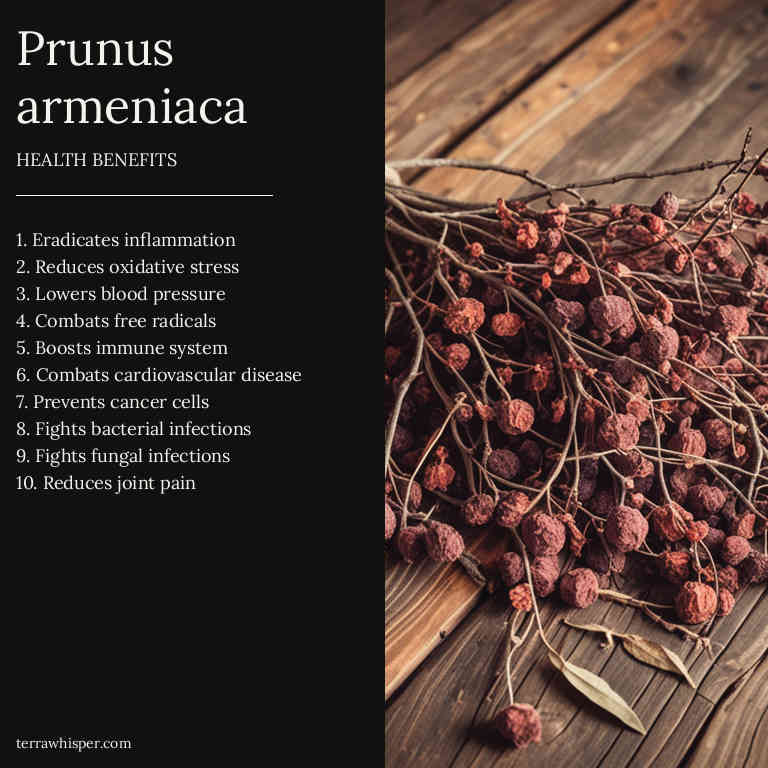 Prunus
armeniaca
HEALTH BENEFITS
1. Eradicates inflammation
2. Reduces oxidative stress
3. Lowers blood pressure
4. Combats free radicals
5. Boosts immune system
6. Combats cardiovascular disease
7. Prevents cancer cells
8. Fights bacterial infections
9. Fights fungal infections
10. Reduces joint pain
terrawhisper.com